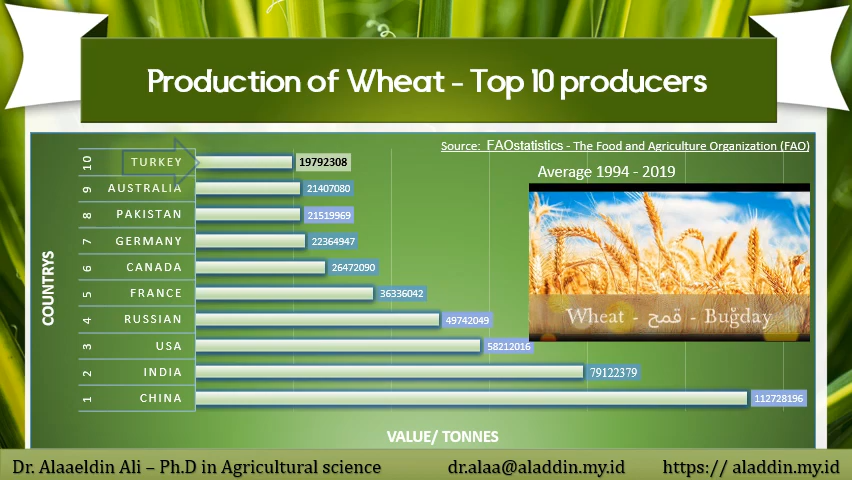 Production of Wheat - Top 10 producers
Source: FAOstatistics - The Food and Agriculture Organization (FAO)
Average 1994 - 2019
10 TURKEY 19792308
9 AUSTRALIA 21407080
8 PAKISTAN 21519969
7 GERMANY 22364947
6 CANADA 26472090
5 FRANCE 36336042
4 RUSSIAN 49742049
3 USA 58212016
2 INDIA 79122379
1 CHINA 112728196
COUNTRYS
Wheat - قمح - Buğday
VALUE/ TONNES
Dr. Alaaeldin Ali – Ph.D in Agricultural science dr.alaa@aladdin.my.id https:// aladdin.my.id